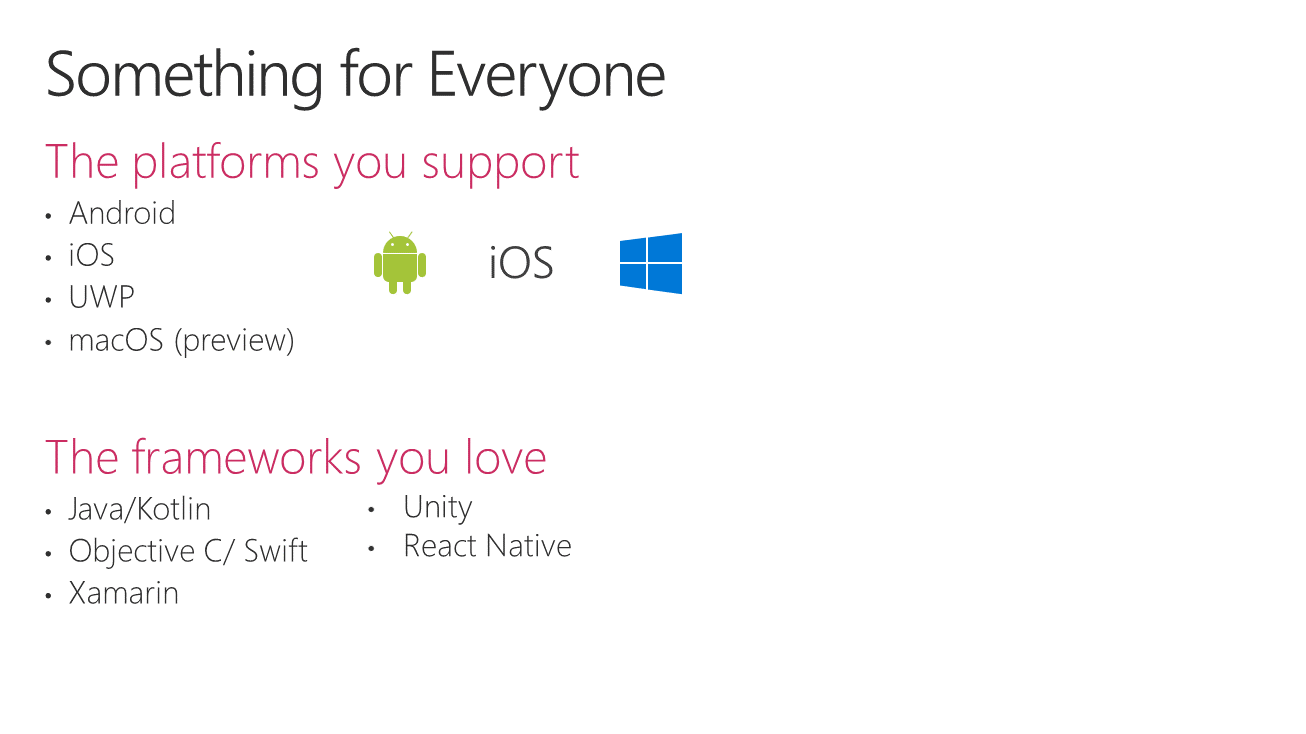 Something for Everyone
The platforms you support
• Android
• iOS
• UWP
• macOS (preview)
iOS
The frameworks you love
• Java/Kotlin
• Objective C/ Swift
• Xamarin
• Unity
• React Native